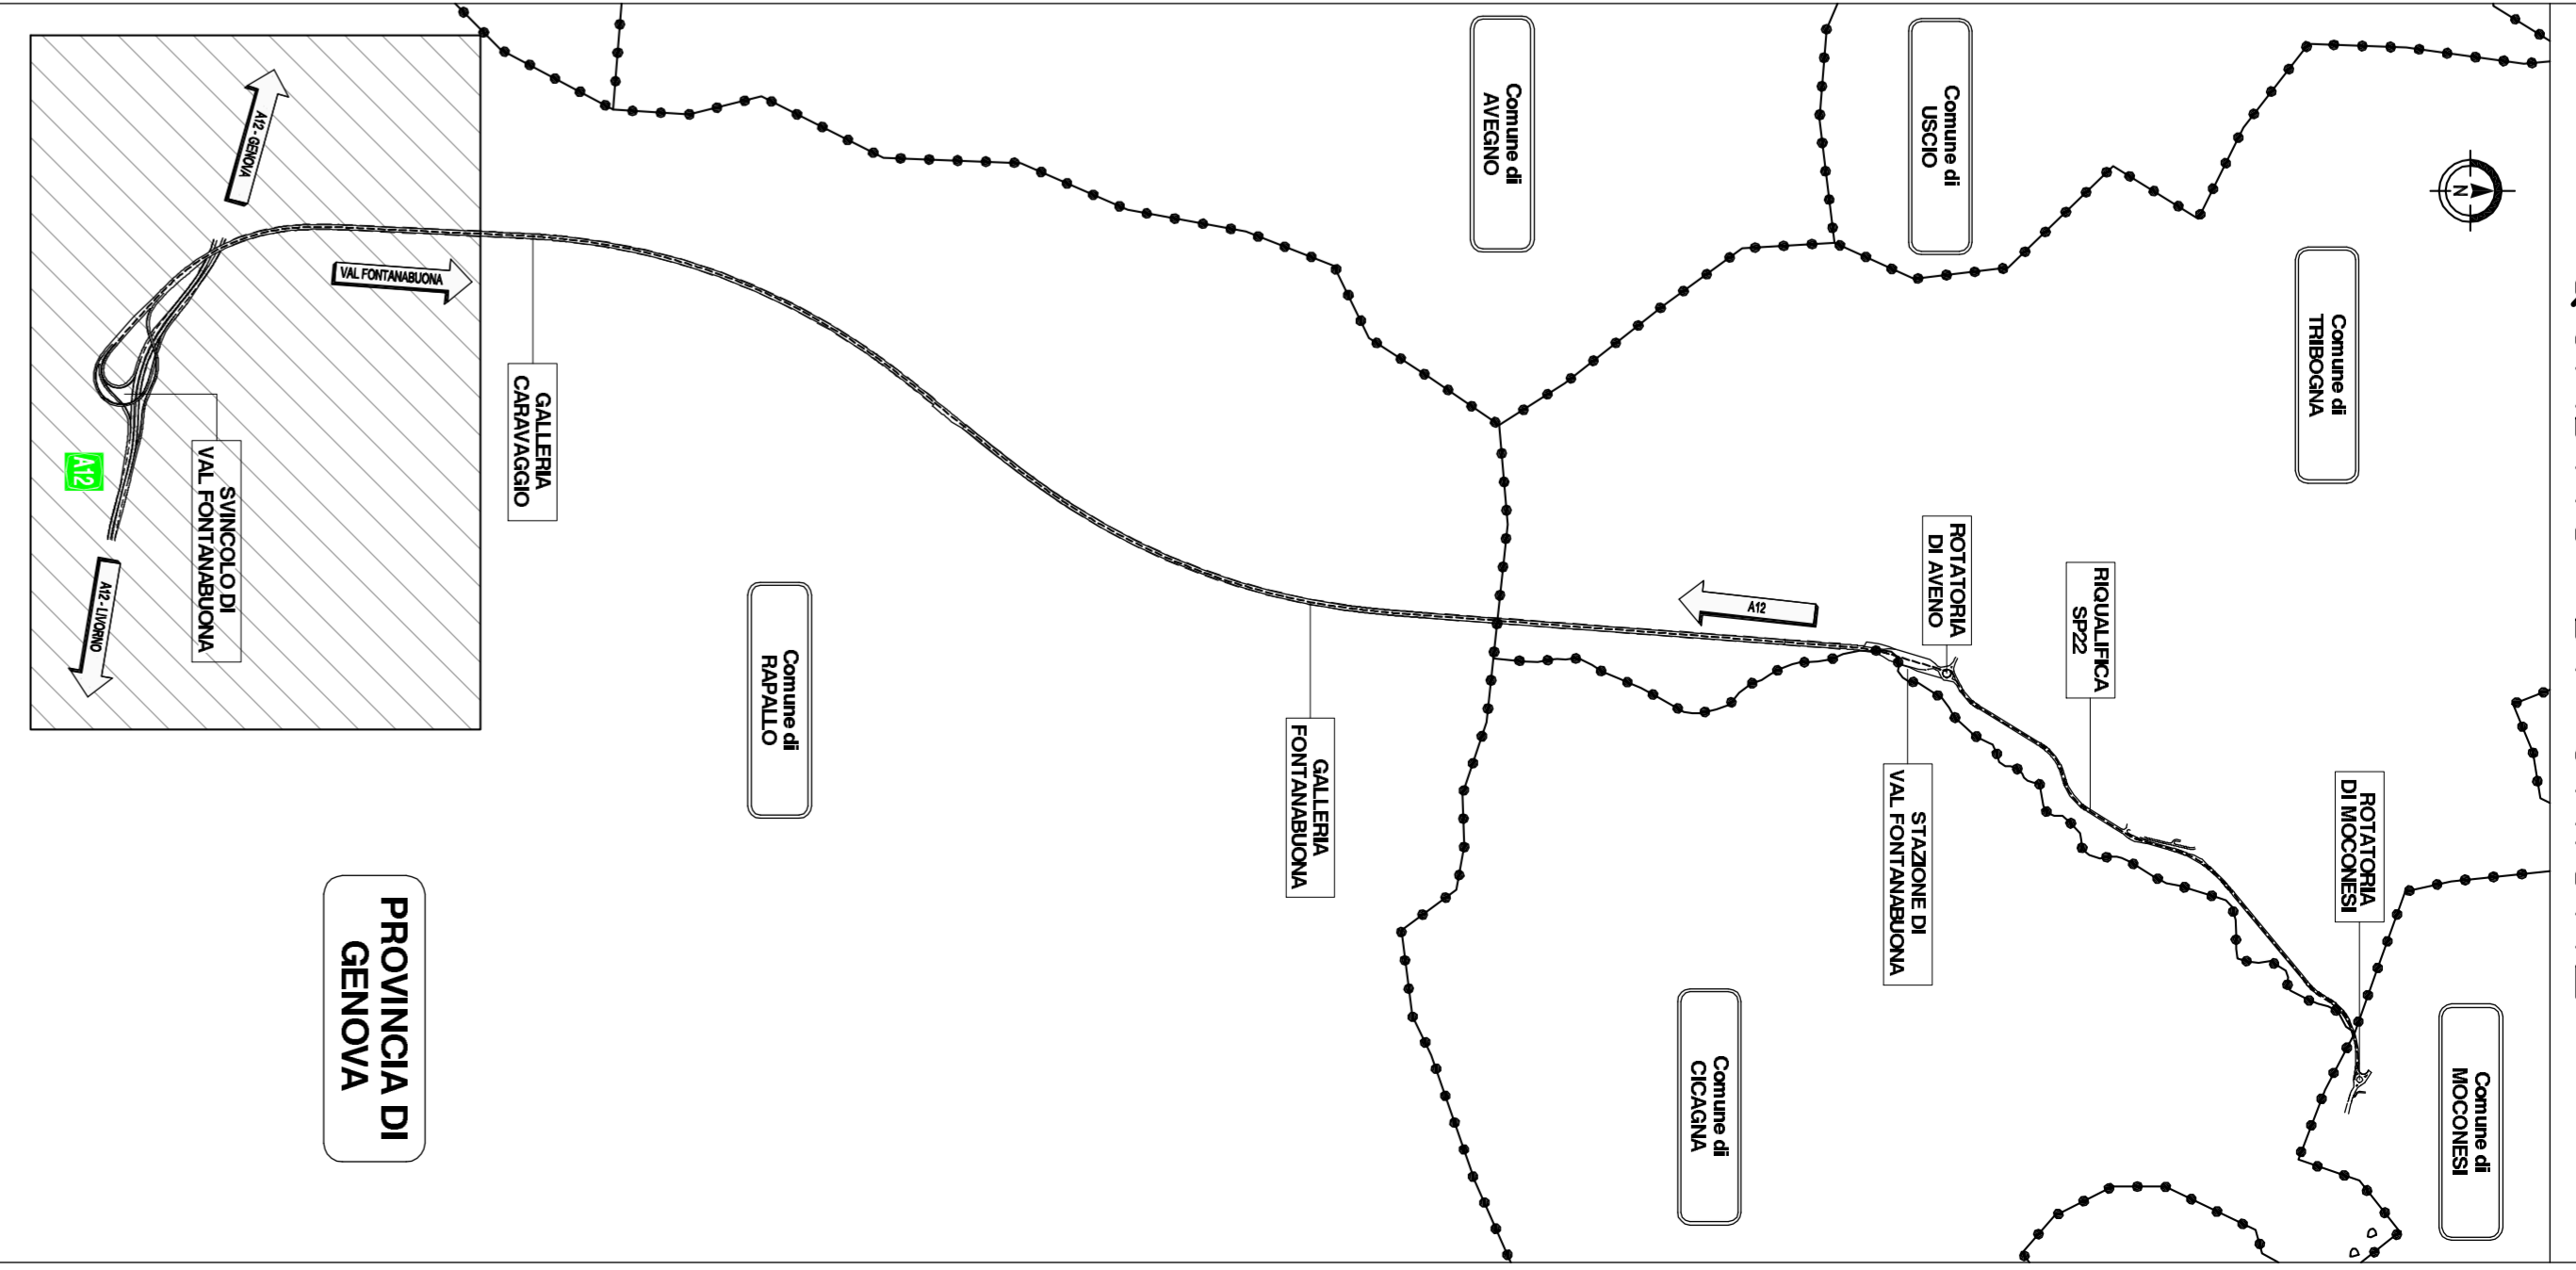 Comune di
MOCONESI
Comune di
TRIBOGNA
N
ROTATORIA
DI MOCONESI
RIQUALIFICA
SP22
Comune di
USCIO
ROTATORIA
DI AVENO
STAZIONE DI
VAL FONTANABUONA
A12
Comune di
CICAGNA
Comune di
AVEGNO
GALLERIA
FONTANABUONA
Comune di
RAPALLO
GALLERIA
CARAVAGGIO
VAL FONTANABUONA
PROVINCIA DI
GENOVA
A12 - GENOVA
SVINCOLO DI
VAL FONTANABUONA
A12
A12 - LIVORNO